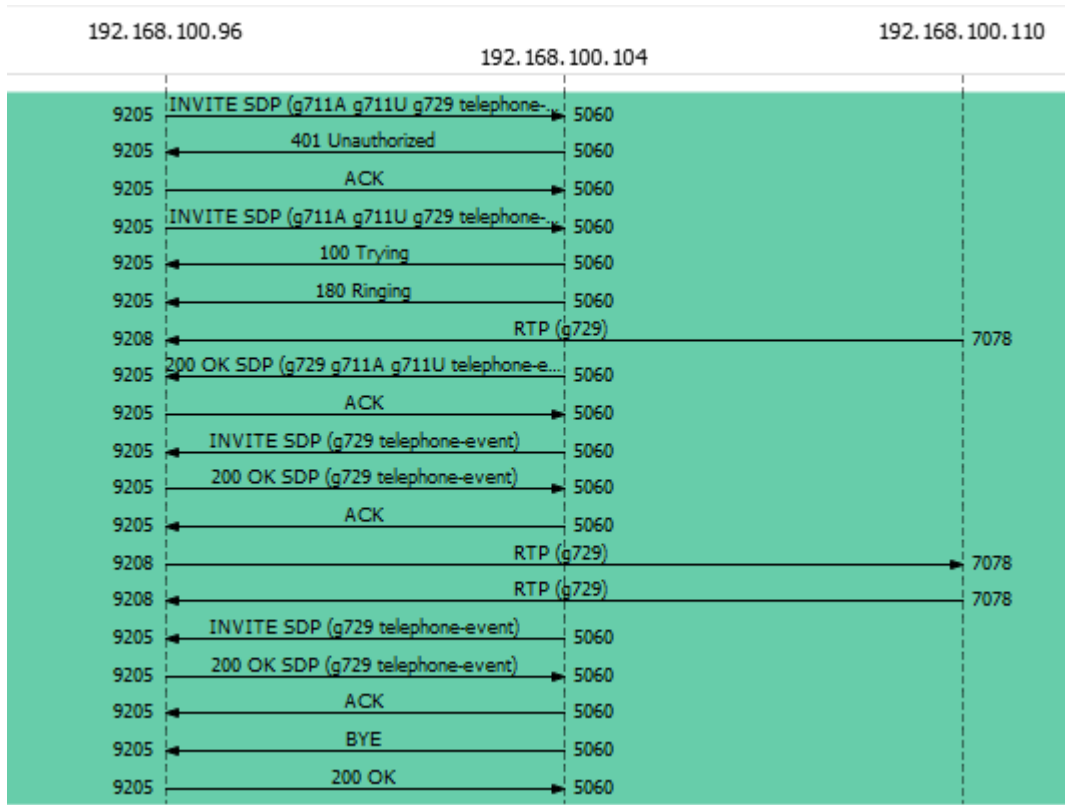 192.168.100.96
192.168.100.110
192.168.100.104
9205 INVITE SDP (g711A g711U g729 telephone-... 5060
9205 401 Unauthorized 5060
9205 ACK 5060
9205 INVITE SDP (g711A g711U g729 telephone-... 5060
9205 100 Trying 5060
9205 180 Ringing 5060
9208 RTP (g729) 7078
9205 200 OK SDP (g729 g711A g711U telephone-e... 5060
9205 ACK 5060
9205 INVITE SDP (g729 telephone-event) 5060
9205 200 OK SDP (g729 telephone-event) 5060
9205 ACK 5060
9208 RTP (g729) 7078
9208 RTP (g729) 7078
9205 INVITE SDP (g729 telephone-event) 5060
9205 200 OK SDP (g729 telephone-event) 5060
9205 ACK 5060
9205 BYE 5060
9205 200 OK 5060